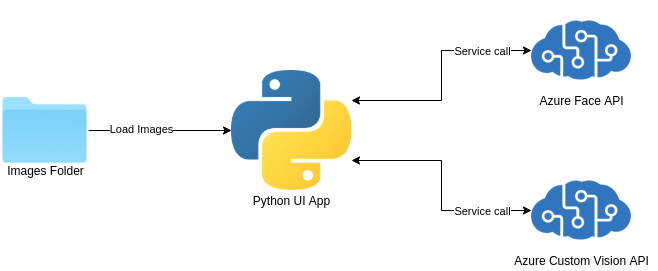 Service call
Azure Face API
Load Images
Images Folder
Python UI App
Service call
Azure Custom Vision API